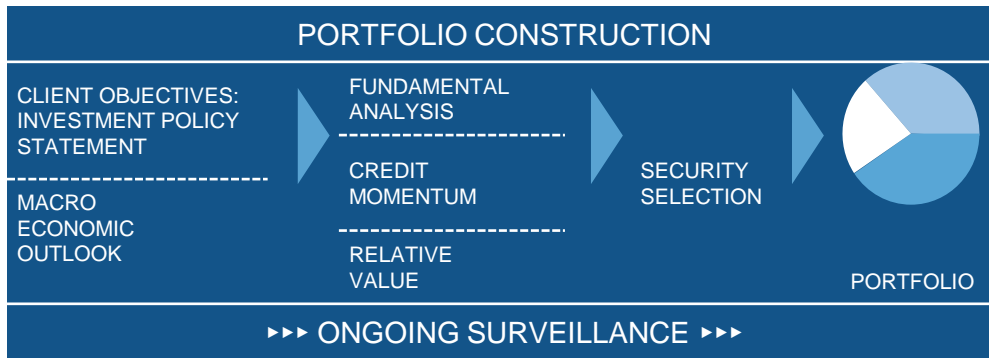 PORTFOLIO CONSTRUCTION
CLIENT OBJECTIVES:
INVESTMENT POLICY
STATEMENT
MACRO
ECONOMIC
OUTLOOK
FUNDAMENTAL
ANALYSIS
CREDIT
MOMENTUM
RELATIVE
VALUE
SECURITY
SELECTION
PORTFOLIO
ONGOING SURVEILLANCE